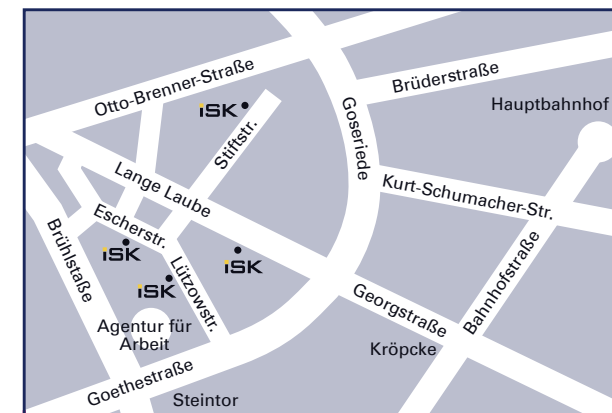 Otto-Brenner-Straße
Brüderstraße
Hauptbahnhof
iSK
Stiftstr.
Goseriede
Lange Laube
Kurt-Schumacher-Str.
Escherstr.
Brühlstaße
iSK
iSK
iSK
Lützowstr.
Bahnhofstraße
Georgstraße
Agentur für
Arbeit
Kröpcke
Goethestraße
Steintor